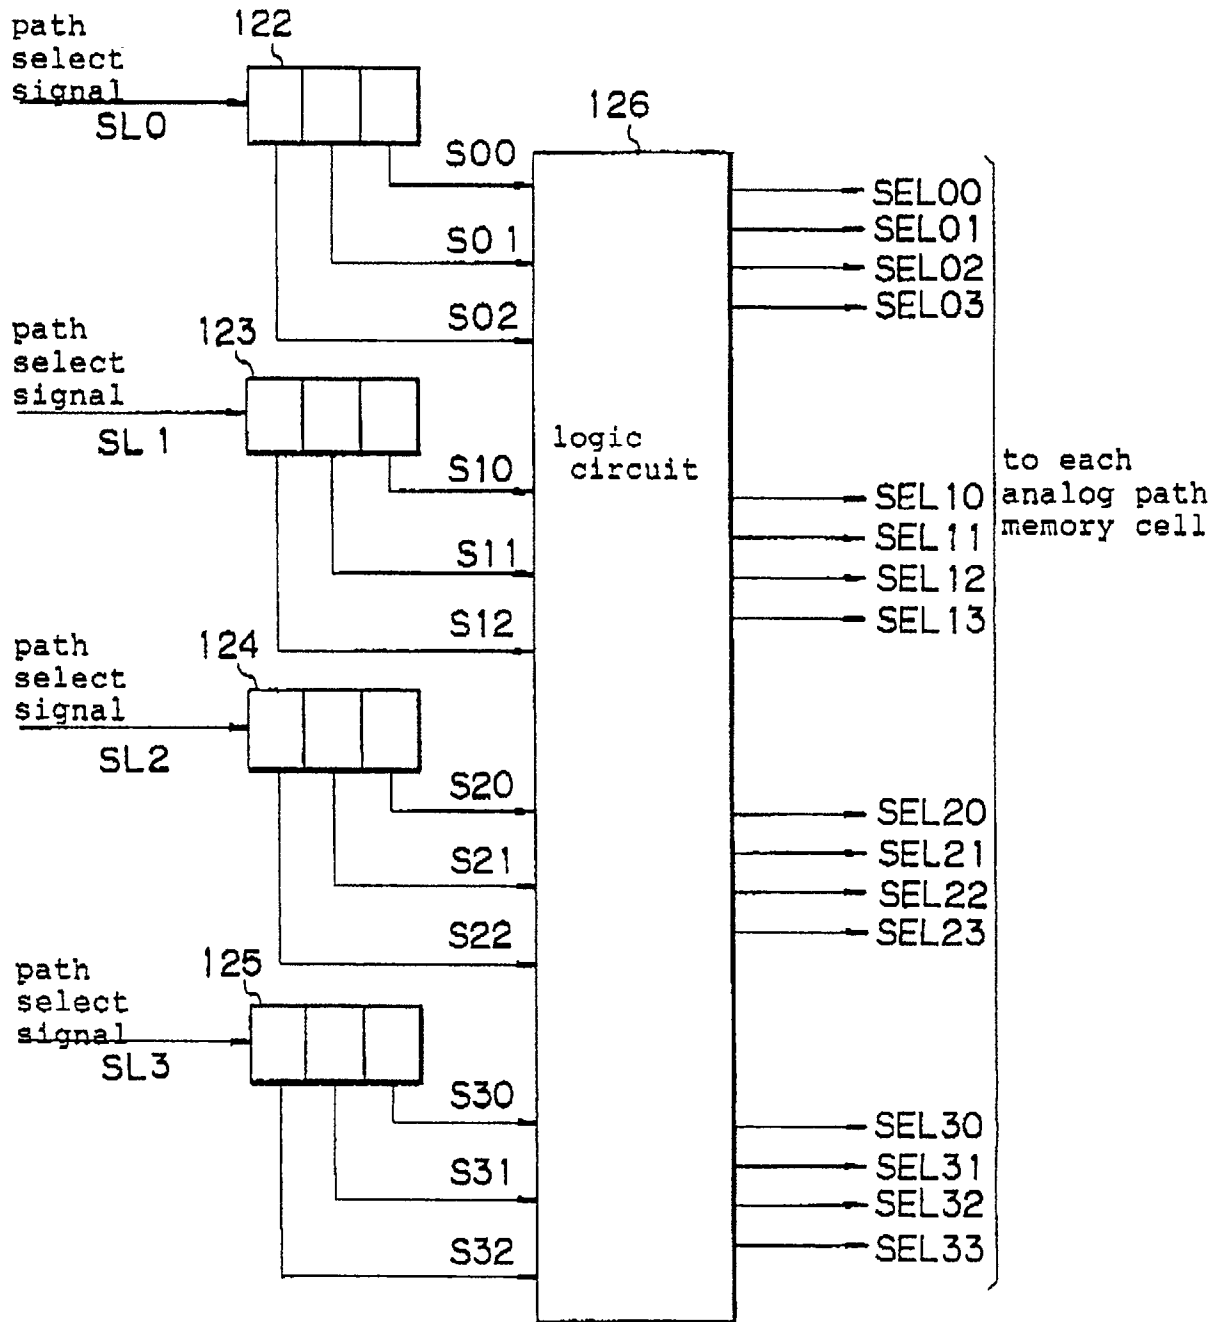 path
select
signal
SL0
122
S00
S01
S02
path
select
signal
SL1
123
S10
S11
S12
path
select
signal
SL2
124
S20
S21
S22
path
select
signal
SL3
125
S30
S31
S32
126
logic
circuit
SEL00
SEL01
SEL02
SEL03
SEL10
SEL11
SEL12
SEL13
SEL20
SEL21
SEL22
SEL23
SEL30
SEL31
SEL32
SEL33
to each
analog path
memory cell